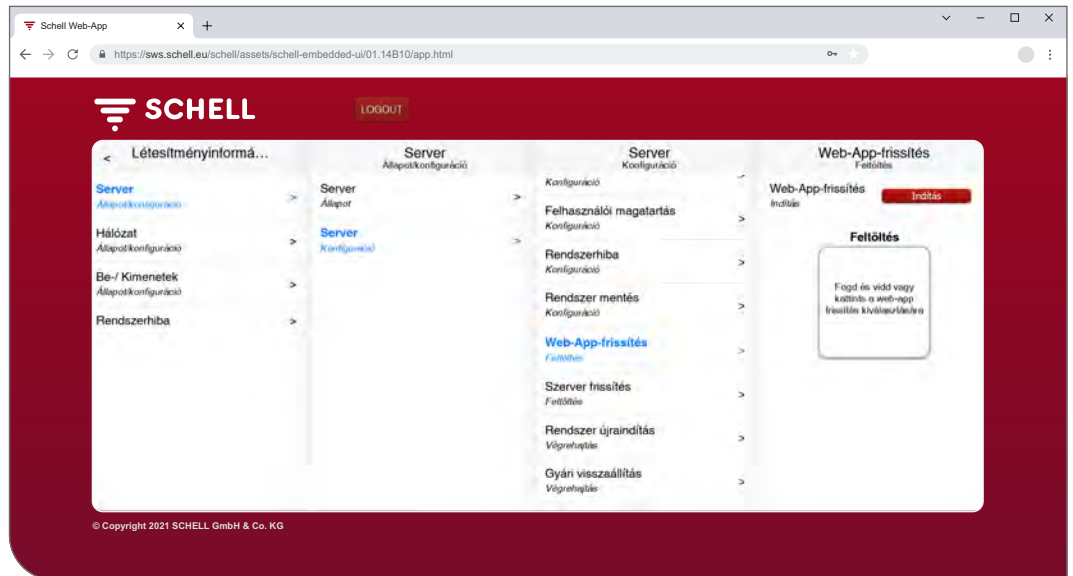 Schell Web-App
https://sws.schell.eu/schell/assets/schell-embedded-ui/01.14B10/app.html
SCHELL
LOGOUT
< Létesítményinformá...
Server
Állapot/konfiguráció
>
Hálózat
Állapot/konfiguráció
>
Be-/ Kimenetek
Állapot/konfiguráció
>
Rendszerhiba
>
Server
Állapot/konfiguráció
Server
Állapot
>
Server
Konfiguráció
>
Server
Konfiguráció
Konfiguráció
Felhasználói magatartás
Konfiguráció
>
Rendszerhiba
Konfiguráció
>
Rendszer mentés
Konfiguráció
>
Web-App-frissítés
Feltöltés
>
Szerver frissítés
Feltöltés
>
Rendszer újraindítás
Végrehajtás
>
Gyári visszaállítás
Végrehajtás
>
Web-App-frissítés
Feltöltés
Web-App-frissítés
Indítás
Indítás
Feltöltés
Fogd és vidd vagy
kattints a web-app
frissítés kiválasztására
© Copyright 2021 SCHELL GmbH & Co. KG